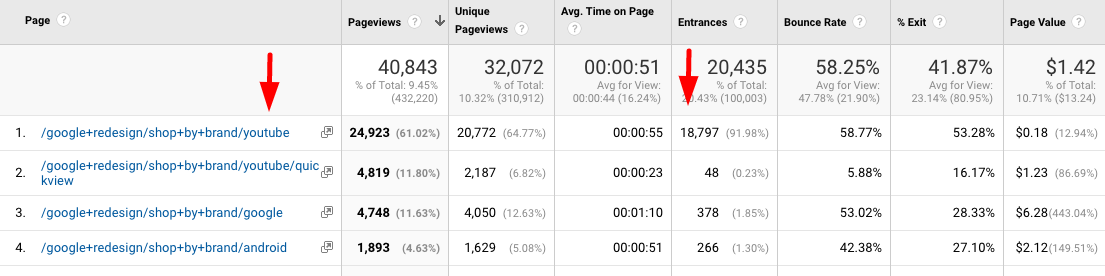 Page ? Pageviews ? Unique Pageviews ? Avg. Time on Page ? Entrances ? Bounce Rate ? % Exit ? Page Value ?
40,843 32,072 00:00:51 20,435 58.25% 41.87% $1.42
% of Total: 9.45% (432,220) % of Total: 10.32% (310,912) Avg for View: 00:00:44 (16.24%) % of Total: 20.43% (100,003) Avg for View: 47.78% (21.90%) Avg for View: 23.14% (80.95%) % of Total: 10.71% ($13.24)
1. /google+redesign/shop+by+brand/youtube 24,923 (61.02%) 20,772 (64.77%) 00:00:55 18,797 (91.98%) 58.77% 53.28% $0.18 (12.94%)
2. /google+redesign/shop+by+brand/youtube/quic
kview 4,819 (11.80%) 2,187 (6.82%) 00:00:23 48 (0.23%) 5.88% 16.17% $1.23 (86.69%)
3. /google+redesign/shop+by+brand/google 4,748 (11.63%) 4,050 (12.63%) 00:01:10 378 (1.85%) 53.02% 28.33% $6.28 (443.04%)
4. /google+redesign/shop+by+brand/android 1,893 (4.63%) 1,629 (5.08%) 00:00:51 266 (1.30%) 42.38% 27.10% $2.12 (149.51%)